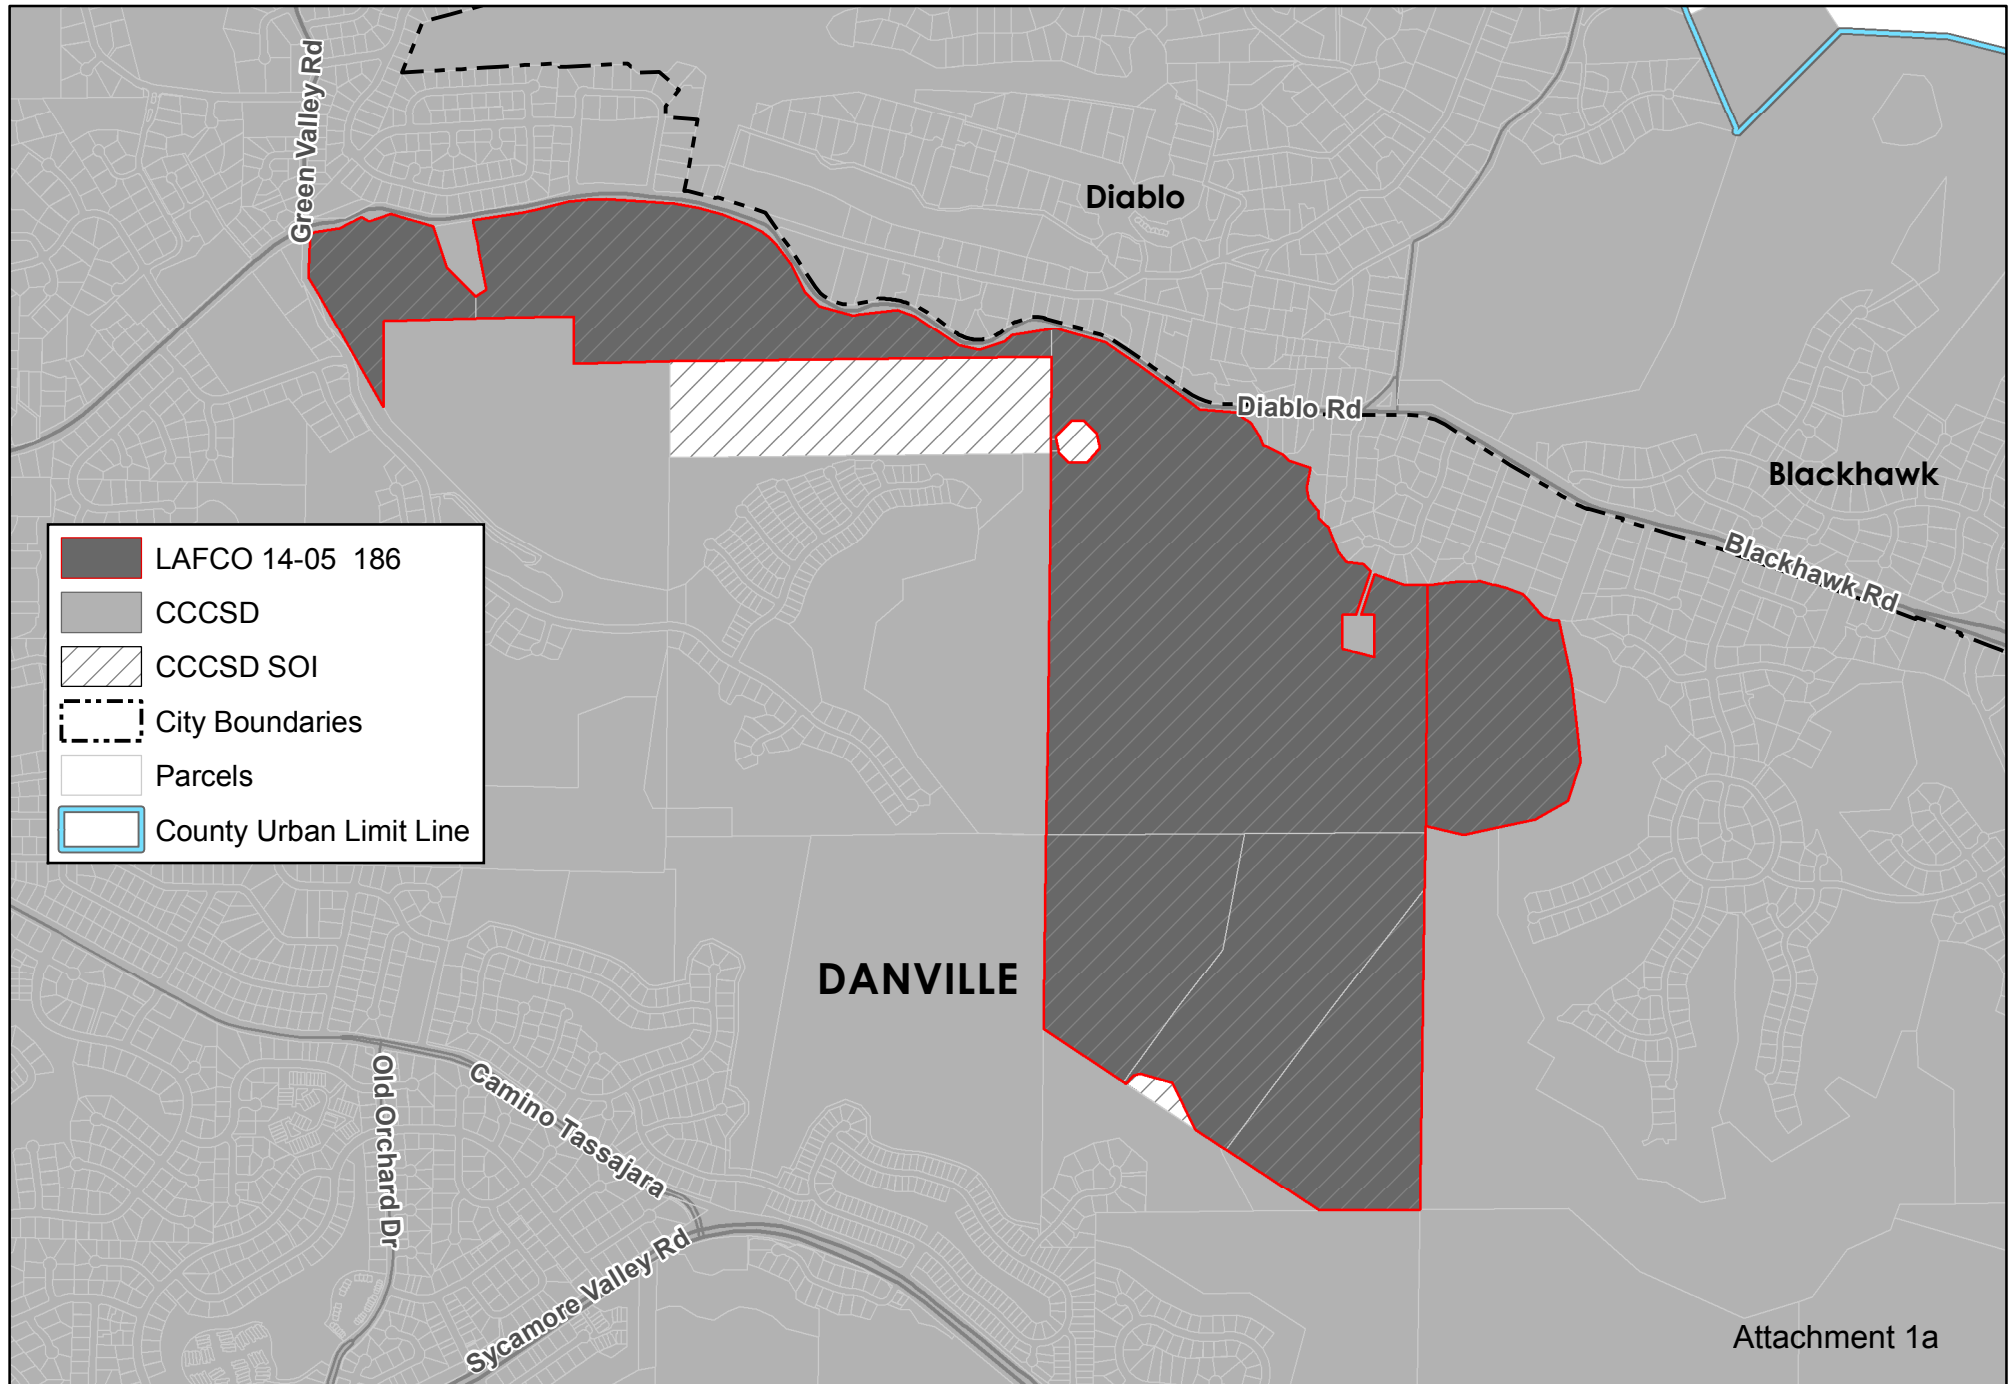 Green Valley Rd
Diablo
Diablo Rd
Blackhawk
Blackhawk Rd
LAFCO 14-05  186
CCCSD
CCCSD SOI
City Boundaries
Parcels
County Urban Limit Line
DANVILLE
Old Orchard Dr
Camino Tassajara
Sycamore Valley Rd
Attachment 1a